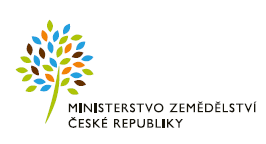 MINISTERSTVO ZEMĚDĚLSTVÍ
ČESKÉ REPUBLIKY